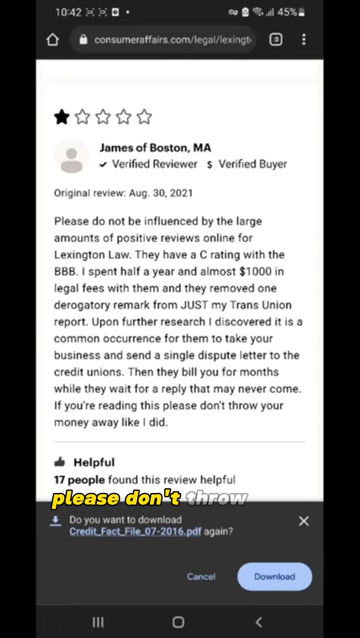 10:42
45%
consumeraffairs.com/legal/lexingt
James of Boston, MA
Verified Reviewer $ Verified Buyer
Original review: Aug. 30, 2021
Please do not be influenced by the large
amounts of positive reviews online for
Lexington Law. They have a C rating with the
BBB. I spent half a year and almost $1000 in
legal fees with them and they removed one
derogatory remark from JUST my Trans Union
report. Upon further research I discovered it is a
common occurrence for them to take your
business and send a single dispute letter to the
credit unions. Then they bill you for months
while they wait for a reply that may never come.
If you're reading this please don't throw your
money away like I did.
Helpful
17 people found this review helpful
please don't throw
Do you want to download
Credit_Fact_File_07-2016.pdf again?
Cancel
Download